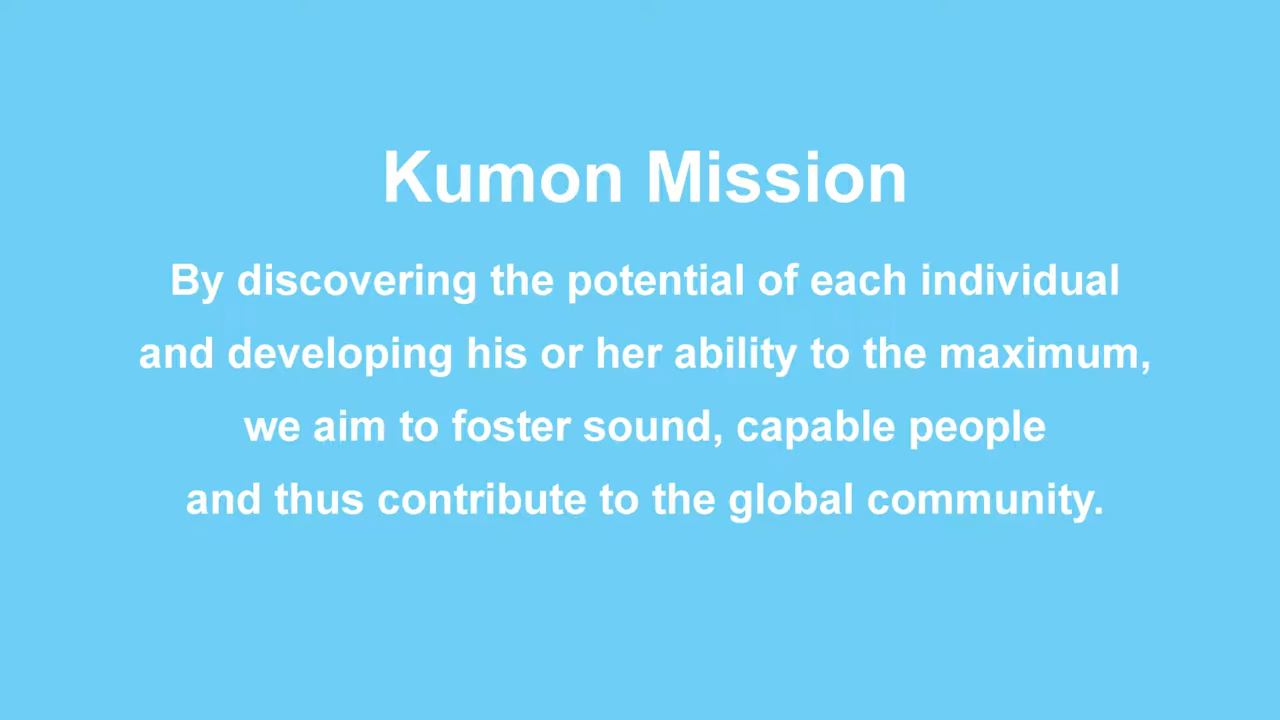 Kumon Mission
By discovering the potential of each individual
and developing his or her ability to the maximum,
we aim to foster sound, capable people
and thus contribute to the global community.